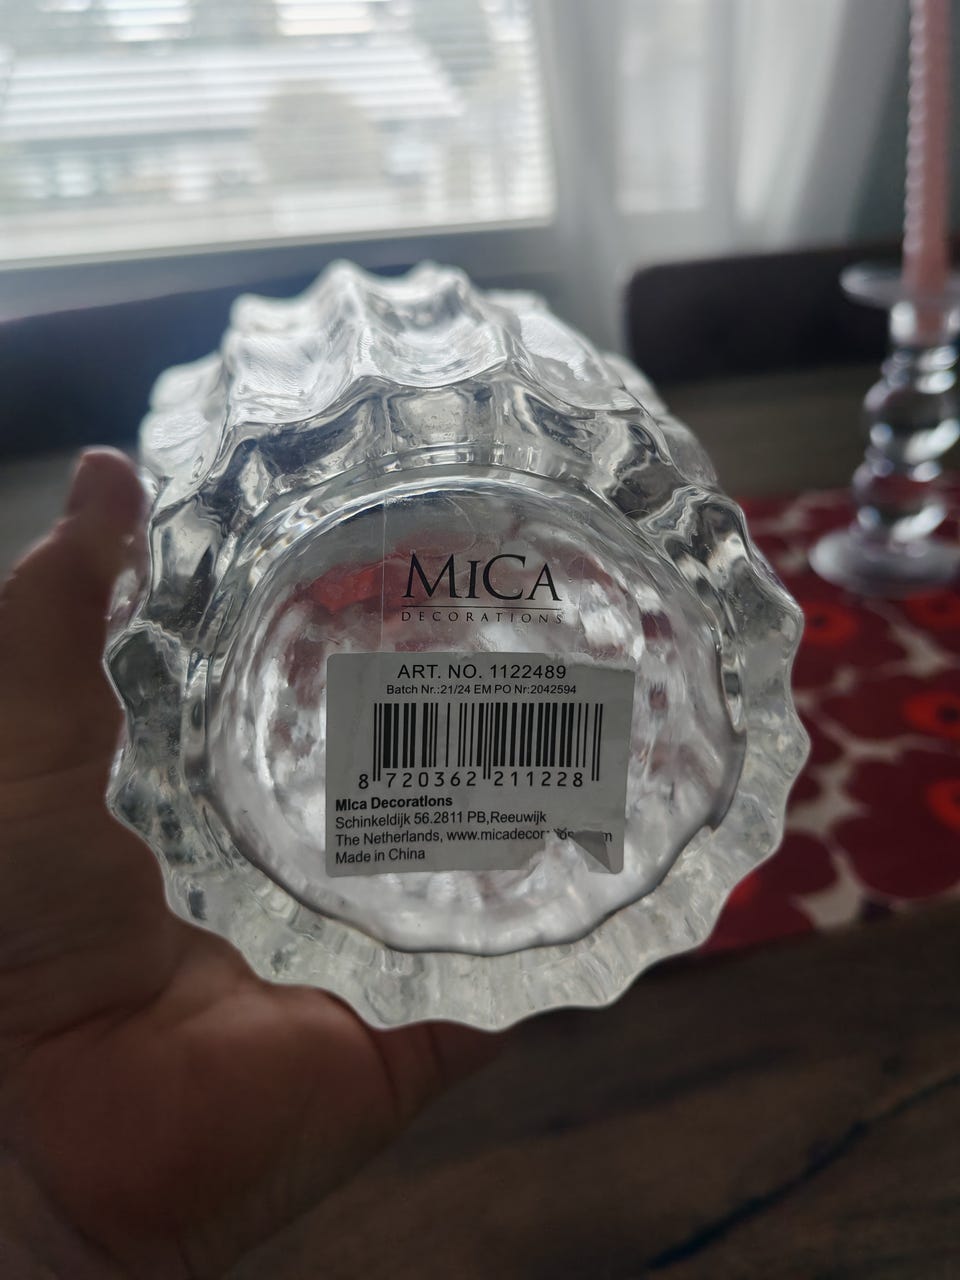 MICA
DECORATIONS
ART. NO. 1122489
Batch Nr.:21/24 EM PO Nr:2042594
8 720362 211228
Mica Decorations
Schinkeldijk 56.2811 PB,Reeuwijk
The Netherlands,
Made in China